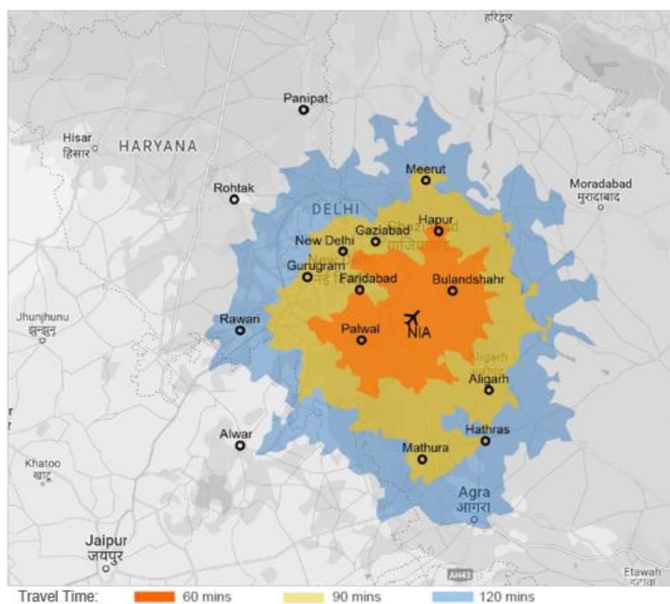 हरिद्वार
Panipat
Hisar
हिसार
HARYANA
Meerut
Rohtak
Moradabad
मुरादाबाद
DELHI
Hapur
Gaziabad
New Delhi
Gurugram
Faridabad
Bulandshahr
Jhunjhunu
झुन्झुनू
Rawari
Palwal
NIA
Aligarh
Aligarh
Alwar
Hathras
Mathura
Khatoo
खाटू
Agra
आगरा
Jaipur
जयपुर
AH43
Etawah
Travel Time: 60 mins 90 mins 120 mins